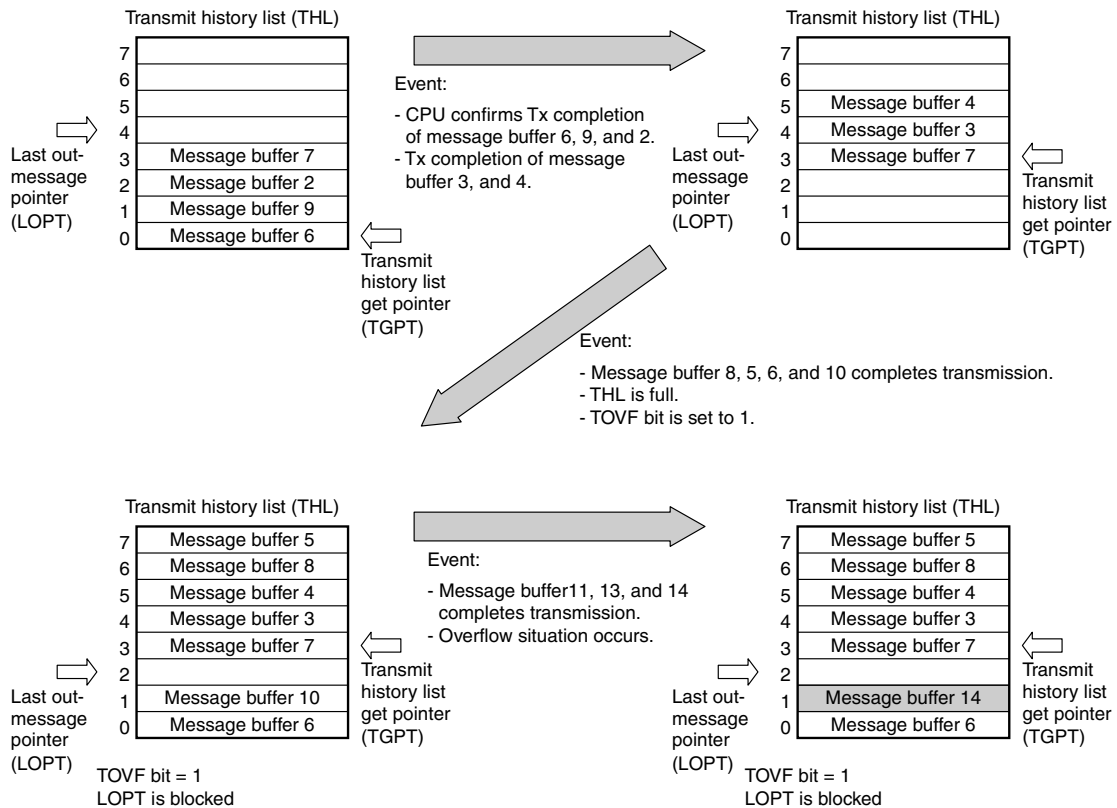 Transmit history list (THL)
7
6
5
4
3 Message buffer 7
2 Message buffer 2
1 Message buffer 9
0 Message buffer 6
Last out-
message
pointer
(LOPT)
Transmit
history list
get pointer
(TGPT)
Event:
- CPU confirms Tx completion
of message buffer 6, 9, and 2.
- Tx completion of message
buffer 3, and 4.
Transmit history list (THL)
7
6
5 Message buffer 4
4 Message buffer 3
3 Message buffer 7
2
1
0
Last out-
message
pointer
(LOPT)
Transmit
history list
get pointer
(TGPT)
Event:
- Message buffer 8, 5, 6, and 10 completes transmission.
- THL is full.
- TOVF bit is set to 1.
Transmit history list (THL)
7 Message buffer 5
6 Message buffer 8
5 Message buffer 4
4 Message buffer 3
3 Message buffer 7
2
1 Message buffer 10
0 Message buffer 6
Last out-
message
pointer
(LOPT)
Transmit
history list
get pointer
(TGPT)
TOVF bit = 1
LOPT is blocked
Event:
- Message buffer11, 13, and 14
completes transmission.
- Overflow situation occurs.
Transmit history list (THL)
7 Message buffer 5
6 Message buffer 8
5 Message buffer 4
4 Message buffer 3
3 Message buffer 7
2
1 Message buffer 14
0 Message buffer 6
Last out-
message
pointer
(LOPT)
Transmit
history list
get pointer
(TGPT)
TOVF bit = 1
LOPT is blocked